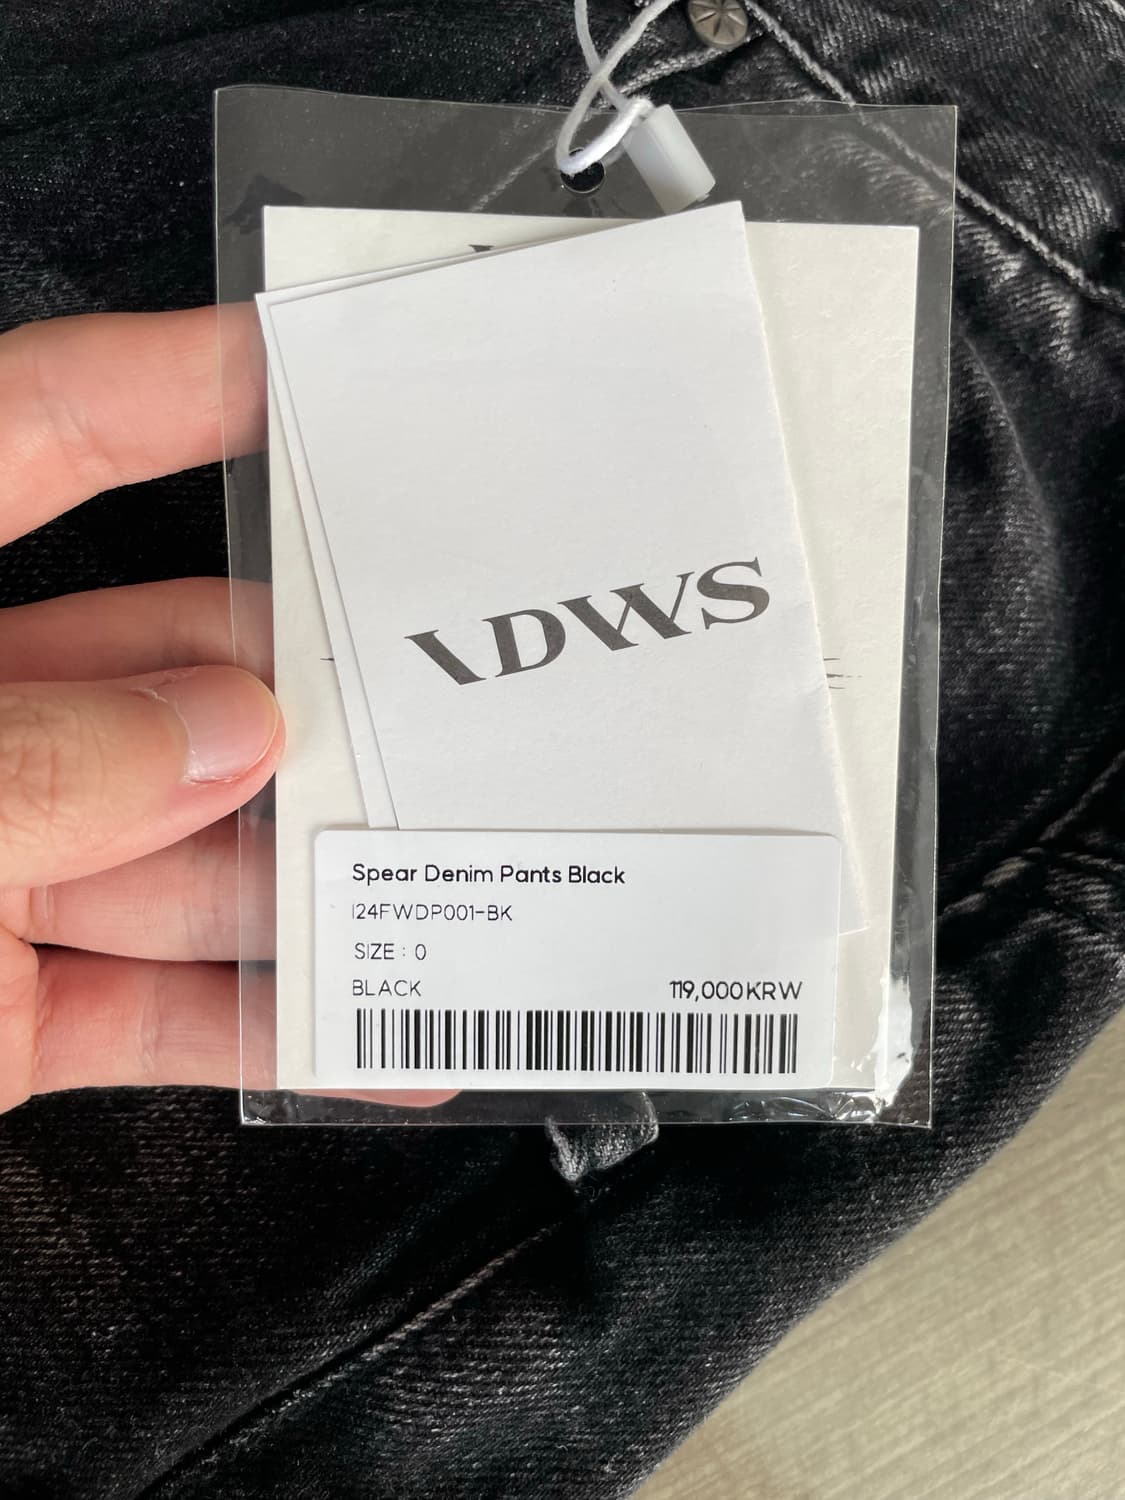 IDWS
Spear Denim Pants Black
I24FWDP001-BK
SIZE : 0
BLACK
119,000KRW